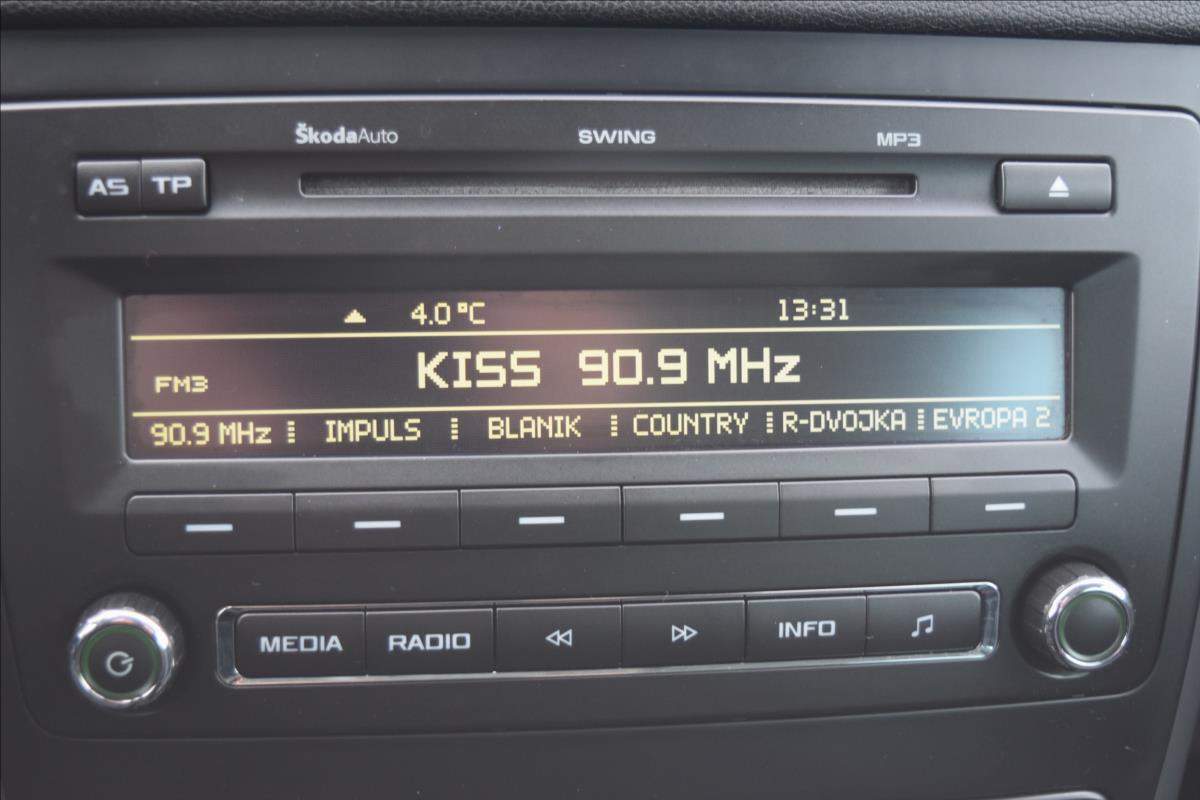 ŠkodaAuto SWING MP3
AS TP
4.0 °C 13:31
KISS 90.9 MHz
FM3
90.9 MHz IMPULS BLANIK COUNTRY R-DVOJKA EVROPA 2
MEDIA RADIO INFO